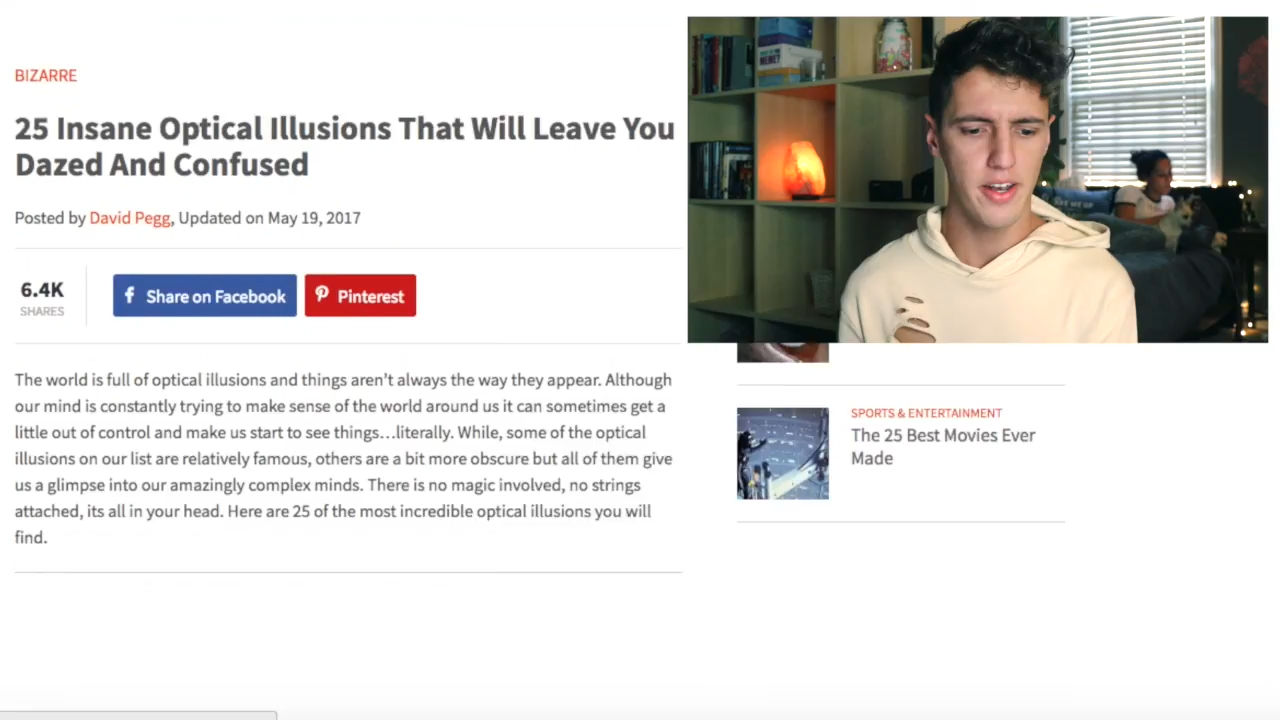 BIZARRE
25 Insane Optical Illusions That Will Leave You
Dazed And Confused
Posted by David Pegg, Updated on May 19, 2017
6.4K
SHARES
Share on Facebook
Pinterest
The world is full of optical illusions and things aren't always the way they appear. Although
our mind is constantly trying to make sense of the world around us it can sometimes get a
little out of control and make us start to see things…literally. While, some of the optical
illusions on our list are relatively famous, others are a bit more obscure but all of them give
us a glimpse into our amazingly complex minds. There is no magic involved, no strings
attached, its all in your head. Here are 25 of the most incredible optical illusions you will
find.
SPORTS & ENTERTAINMENT
The 25 Best Movies Ever
Made